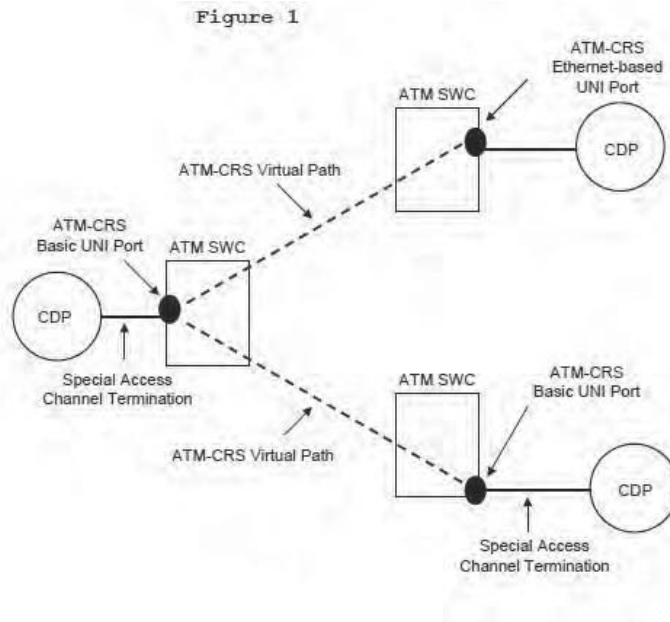 Figure 1
ATM-CRS
Ethernet-based
UNI Port
ATM SWC
CDP
ATM-CRS Virtual Path
ATM-CRS
Basic UNI Port
ATM SWC
CDP
Special Access
Channel Termination
ATM SWC
ATM-CRS
Basic UNI Port
ATM-CRS Virtual Path
CDP
Special Access
Channel Termination